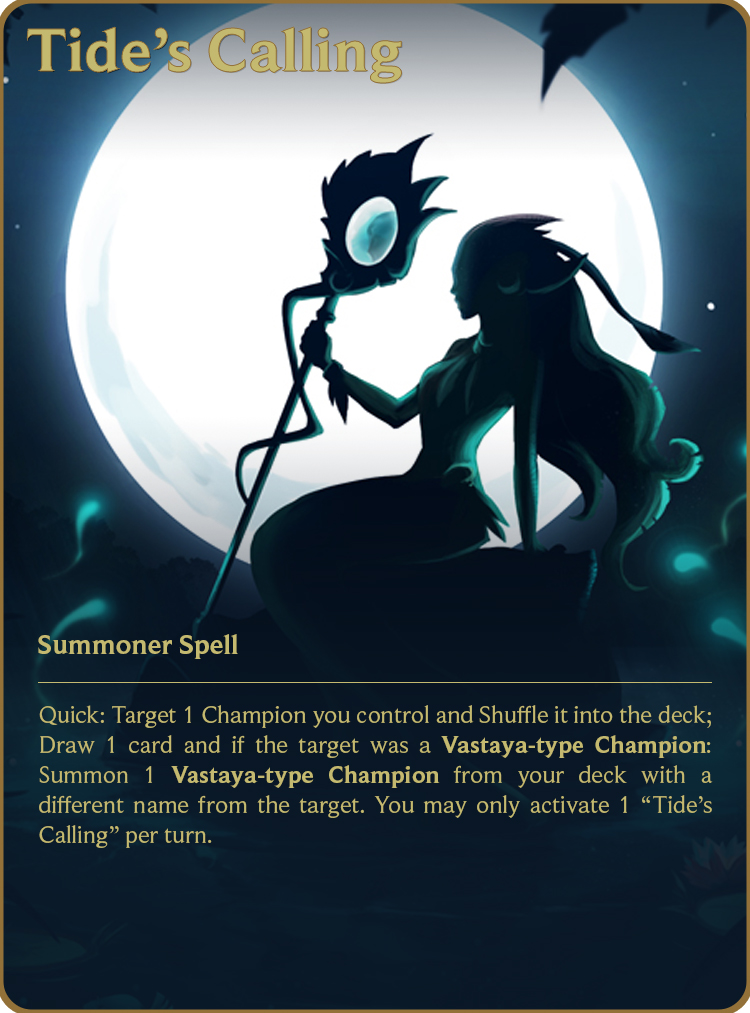 Tide’s Calling
Summoner Spell
Quick: Target 1 Champion you control and Shuffle it into the deck;
Draw 1 card and if the target was a Vastaya-type Champion:
Summon 1 Vastaya-type Champion from your deck with a
different name from the target. You may only activate 1 “Tide’s
Calling” per turn.